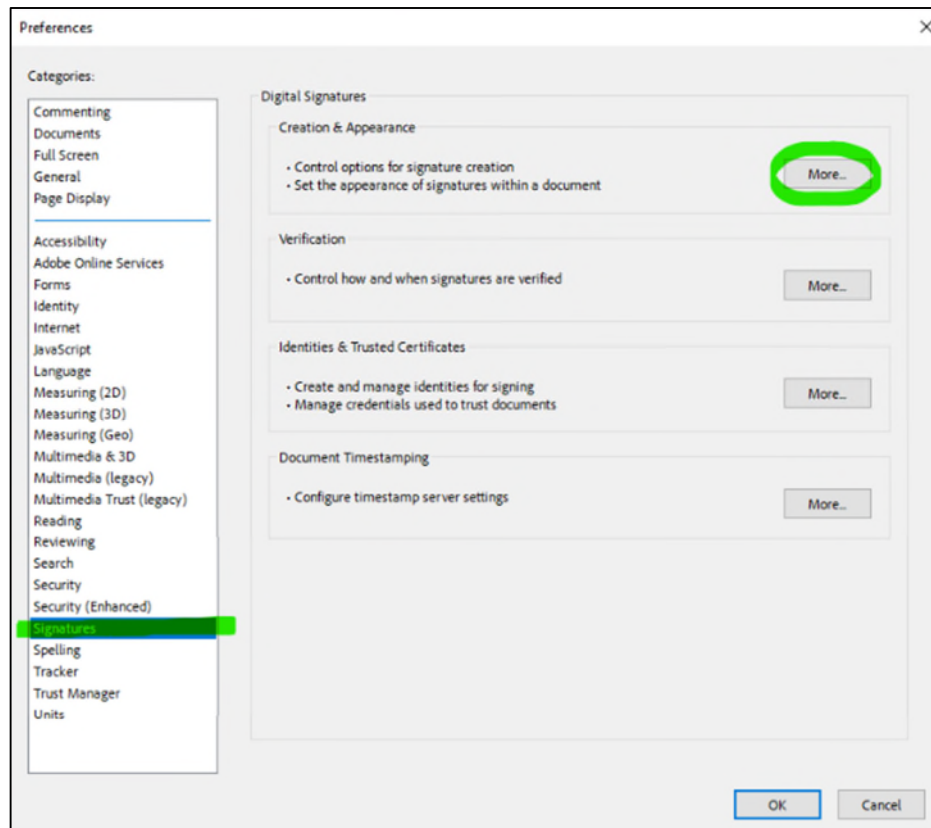 Preferences
Categories:
Commenting
Documents
Full Screen
General
Page Display
Accessibility
Adobe Online Services
Forms
Identity
Internet
JavaScript
Language
Measuring (2D)
Measuring (3D)
Measuring (Geo)
Multimedia & 3D
Multimedia (legacy)
Multimedia Trust (legacy)
Reading
Reviewing
Search
Security
Security (Enhanced)
Signatures
Spelling
Tracker
Trust Manager
Units
Digital Signatures
Creation & Appearance
• Control options for signature creation
• Set the appearance of signatures within a document
More...
Verification
• Control how and when signatures are verified
More...
Identities & Trusted Certificates
• Create and manage identities for signing
• Manage credentials used to trust documents
More...
Document Timestamping
• Configure timestamp server settings
More...
OK
Cancel